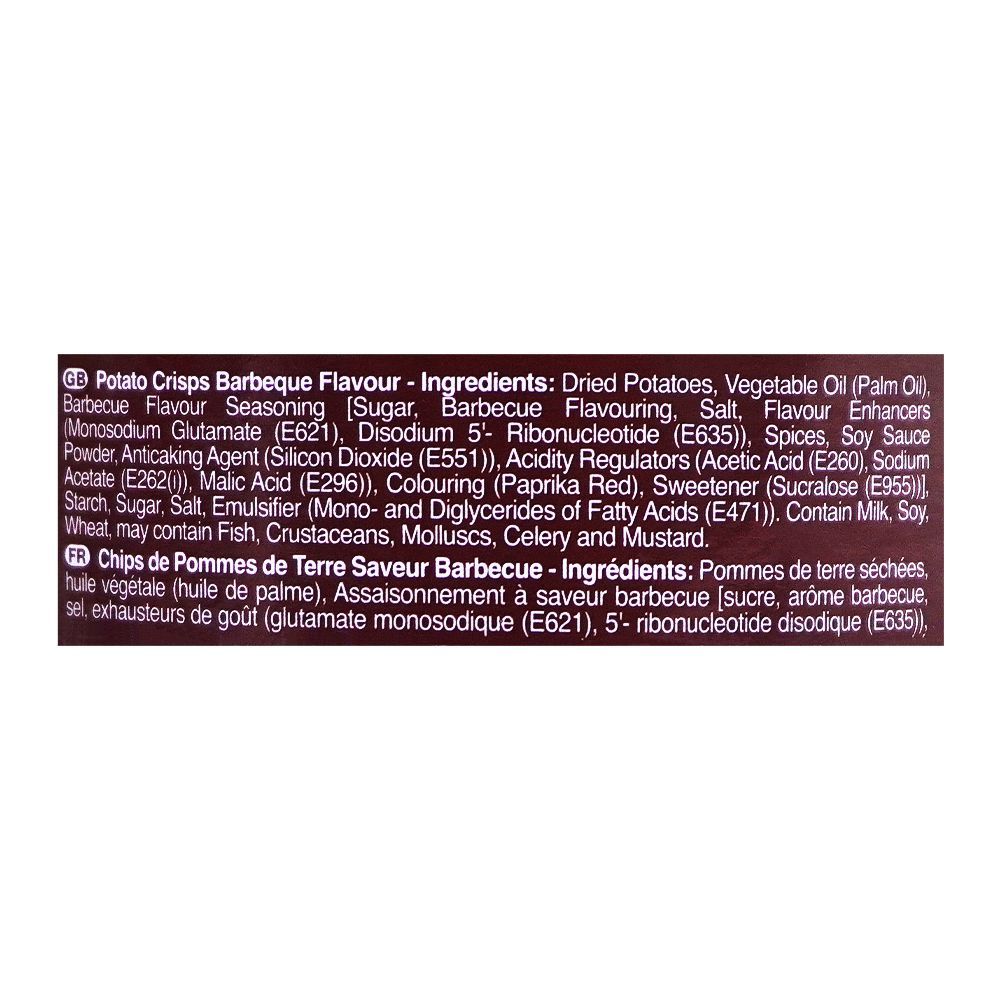 GB Potato Crisps Barbeque Flavour - Ingredients: Dried Potatoes, Vegetable Oil (Palm Oil),
Barbecue Flavour Seasoning [Sugar, Barbecue Flavouring, Salt, Flavour Enhancers
(Monosodium Glutamate (E621), Disodium 5'- Ribonucleotide (E635)), Spices, Soy Sauce
Powder, Anticaking Agent (Silicon Dioxide (E551)), Acidity Regulators (Acetic Acid (E260), Sodium
Acetate (E262(i)), Malic Acid (E296)), Colouring (Paprika Red), Sweetener (Sucralose (E955))],
Starch, Sugar, Salt, Emulsifier (Mono- and Diglycerides of Fatty Acids (E471)). Contain Milk, Soy,
Wheat, may contain Fish, Crustaceans, Molluscs, Celery and Mustard.
FR Chips de Pommes de Terre Saveur Barbecue - Ingrédients: Pommes de terre séchées,
huile végétale (huile de palme), Assaisonnement à saveur barbecue [sucre, arôme barbecue,
sel, exhausteurs de goût (glutamate monosodique (E621), 5'- ribonucleotide disodique (E635)),